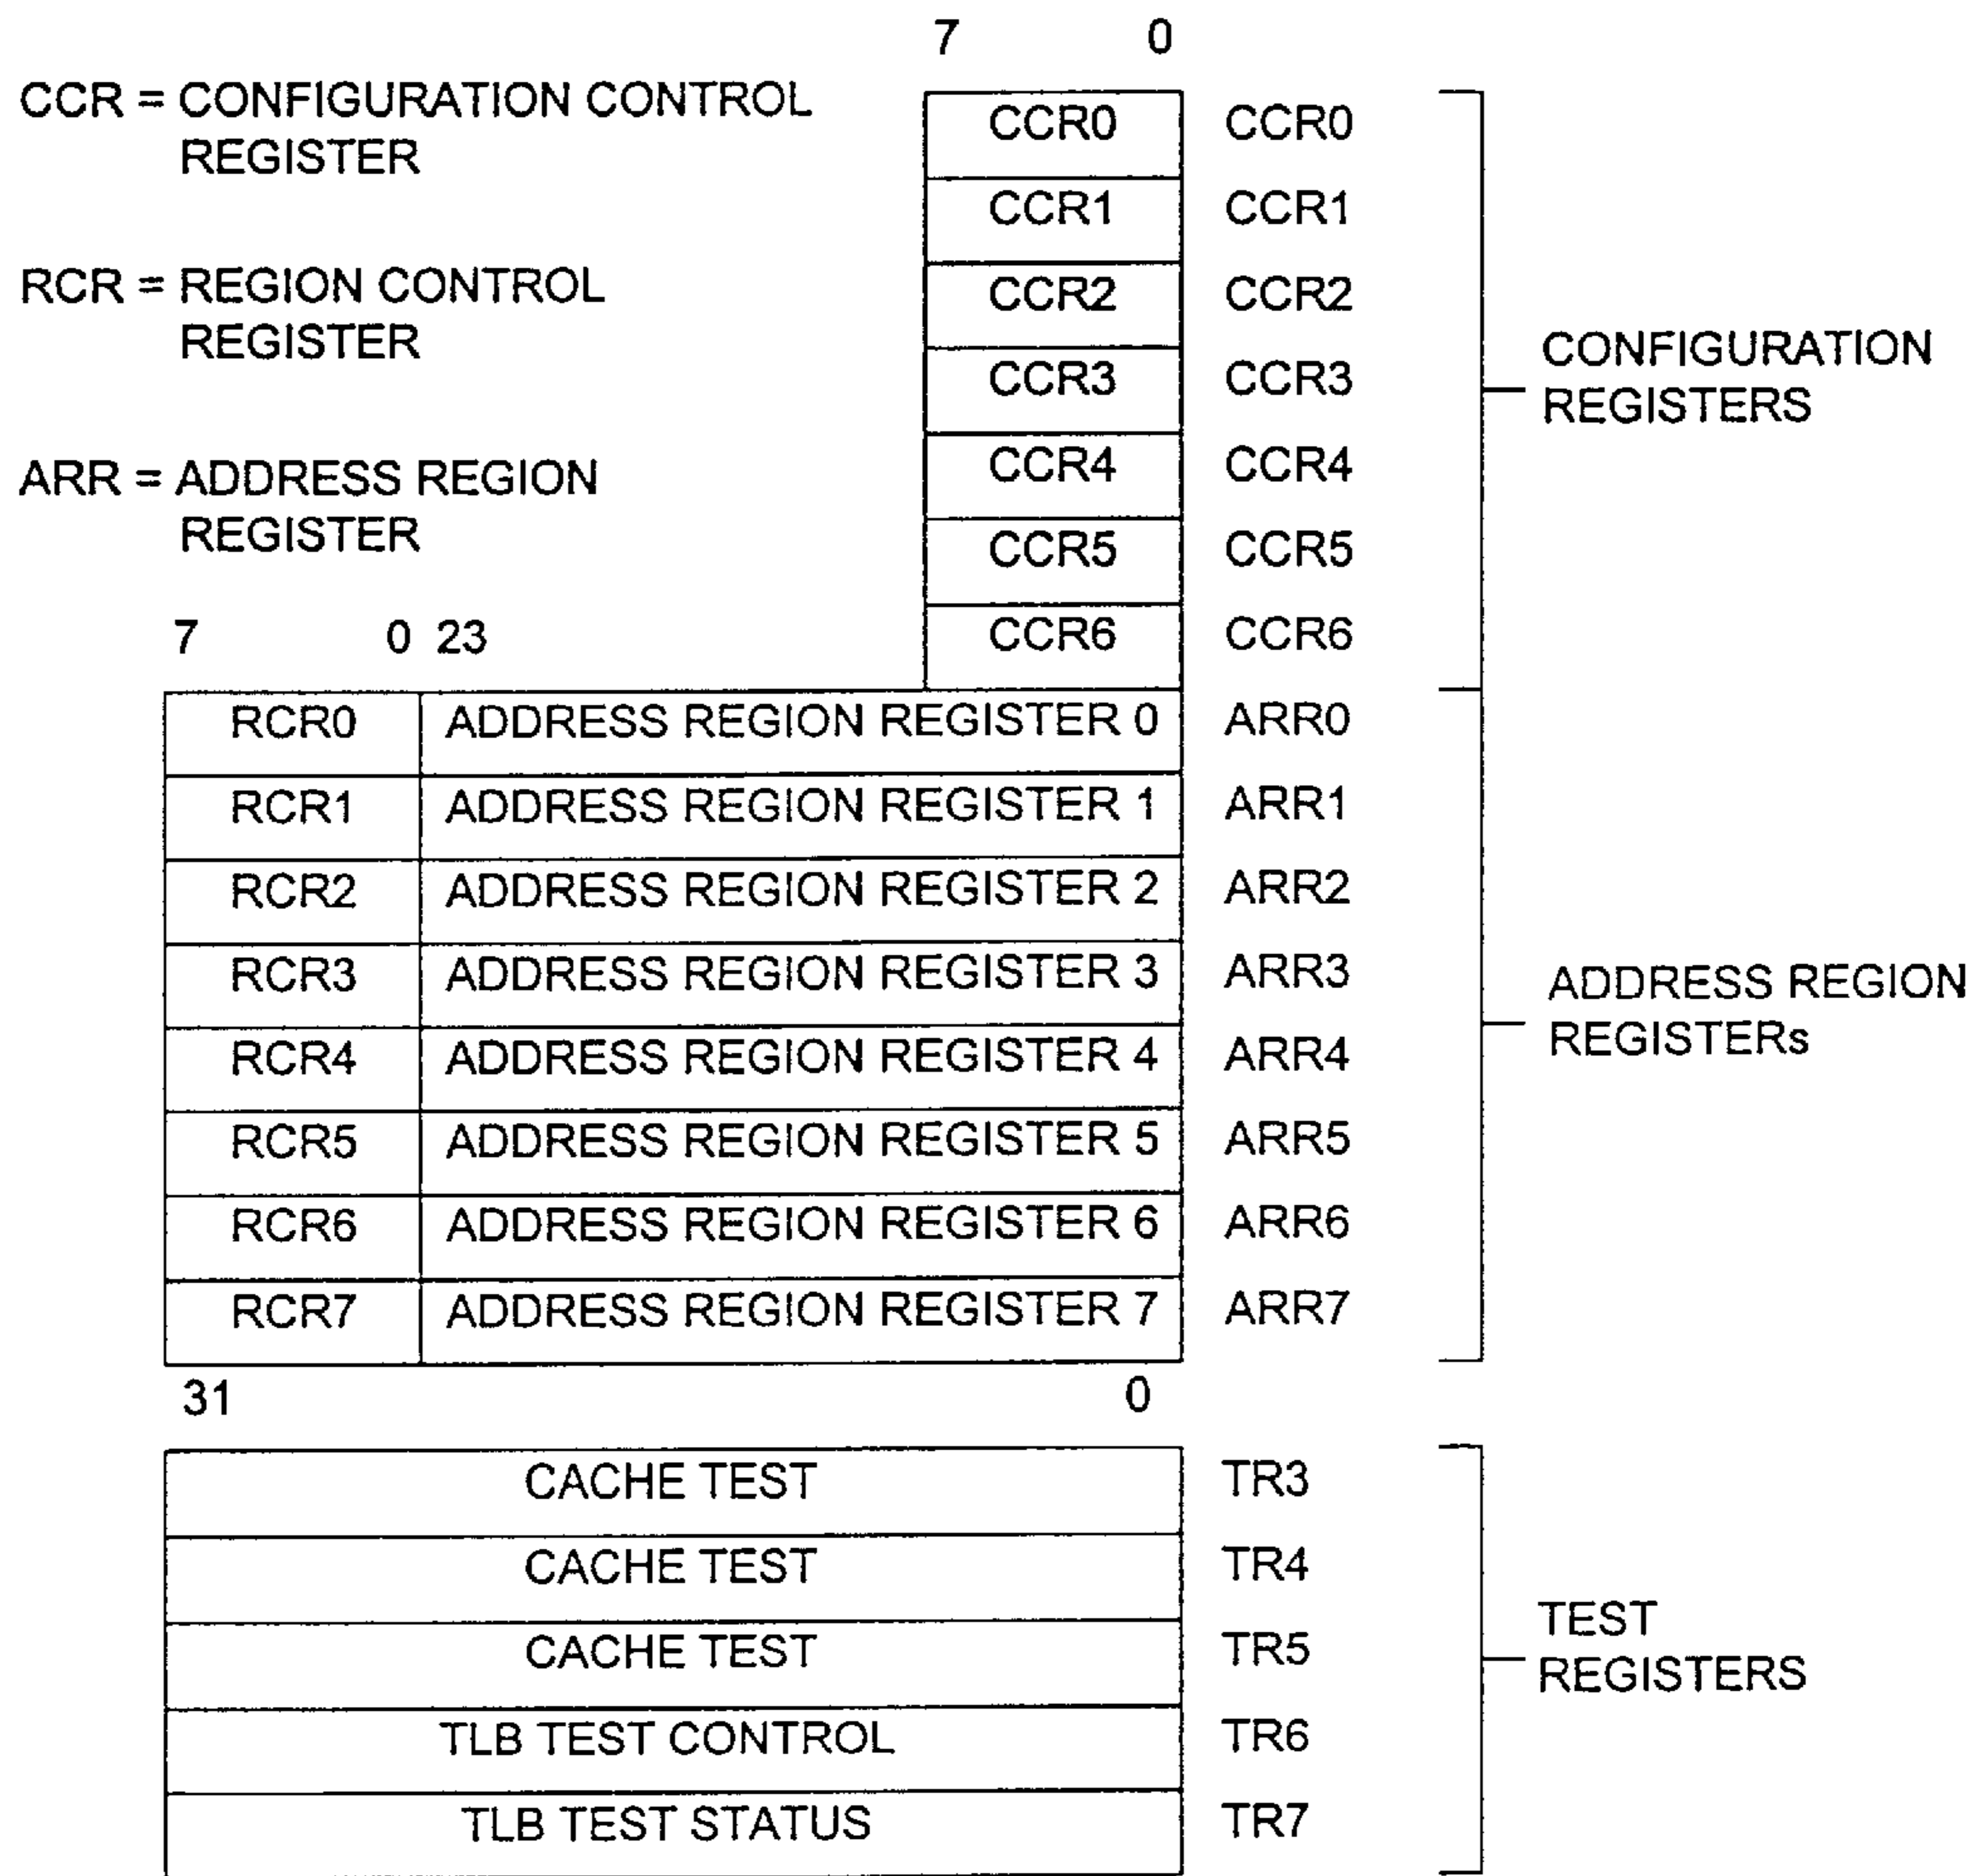 7 0
CCR = CONFIGURATION CONTROL
REGISTER
CCR0 CCR0
CCR1 CCR1
RCR = REGION CONTROL
REGISTER
CCR2 CCR2
CCR3 CCR3
CONFIGURATION
REGISTERS
ARR = ADDRESS REGION
REGISTER
CCR4 CCR4
CCR5 CCR5
7 0 23
CCR6 CCR6
RCR0 ADDRESS REGION REGISTER 0 ARR0
RCR1 ADDRESS REGION REGISTER 1 ARR1
RCR2 ADDRESS REGION REGISTER 2 ARR2
RCR3 ADDRESS REGION REGISTER 3 ARR3
ADDRESS REGION
REGISTERs
RCR4 ADDRESS REGION REGISTER 4 ARR4
RCR5 ADDRESS REGION REGISTER 5 ARR5
RCR6 ADDRESS REGION REGISTER 6 ARR6
RCR7 ADDRESS REGION REGISTER 7 ARR7
31 0
CACHE TEST TR3
CACHE TEST TR4
CACHE TEST TR5
TEST
REGISTERS
TLB TEST CONTROL TR6
TLB TEST STATUS TR7